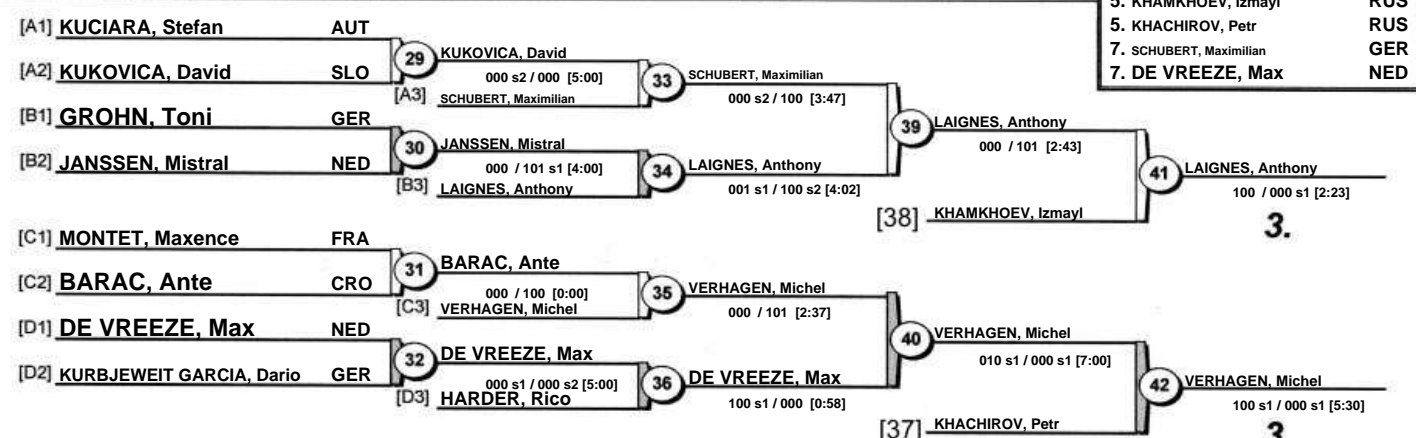 5. KHAMKHOEV, Izmayl RUS
5. KHACHIROV, Petr RUS
7. SCHUBERT, Maximilian GER
7. DE VREEZE, Max NED
[A1] KUCIARA, Stefan AUT
29
KUKOVICA, David
[A2] KUKOVICA, David SLO
000 s2 / 000 [5:00]
[A3] SCHUBERT, Maximilian
33
SCHUBERT, Maximilian
000 s2 / 100 [3:47]
[B1] GROHN, Toni GER
30
JANSSEN, Mistral
[B2] JANSSEN, Mistral NED
000 / 101 s1 [4:00]
[B3] LAIGNES, Anthony
34
LAIGNES, Anthony
001 s1 / 100 s2 [4:02]
39
LAIGNES, Anthony
000 / 101 [2:43]
[38] KHAMKHOEV, Izmayl
41
LAIGNES, Anthony
100 / 000 s1 [2:23]
3.
[C1] MONTET, Maxence FRA
31
BARAC, Ante
[C2] BARAC, Ante CRO
000 / 100 [0:00]
[C3] VERHAGEN, Michel
35
VERHAGEN, Michel
000 / 101 [2:37]
[D1] DE VREEZE, Max NED
32
DE VREEZE, Max
[D2] KURBJEWEIT GARCIA, Dario GER
000 s1 / 000 s2 [5:00]
[D3] HARDER, Rico
36
DE VREEZE, Max
100 s1 / 000 [0:58]
40
VERHAGEN, Michel
010 s1 / 000 s1 [7:00]
[37] KHACHIROV, Petr
42
VERHAGEN, Michel
100 s1 / 000 s1 [5:30]
3.